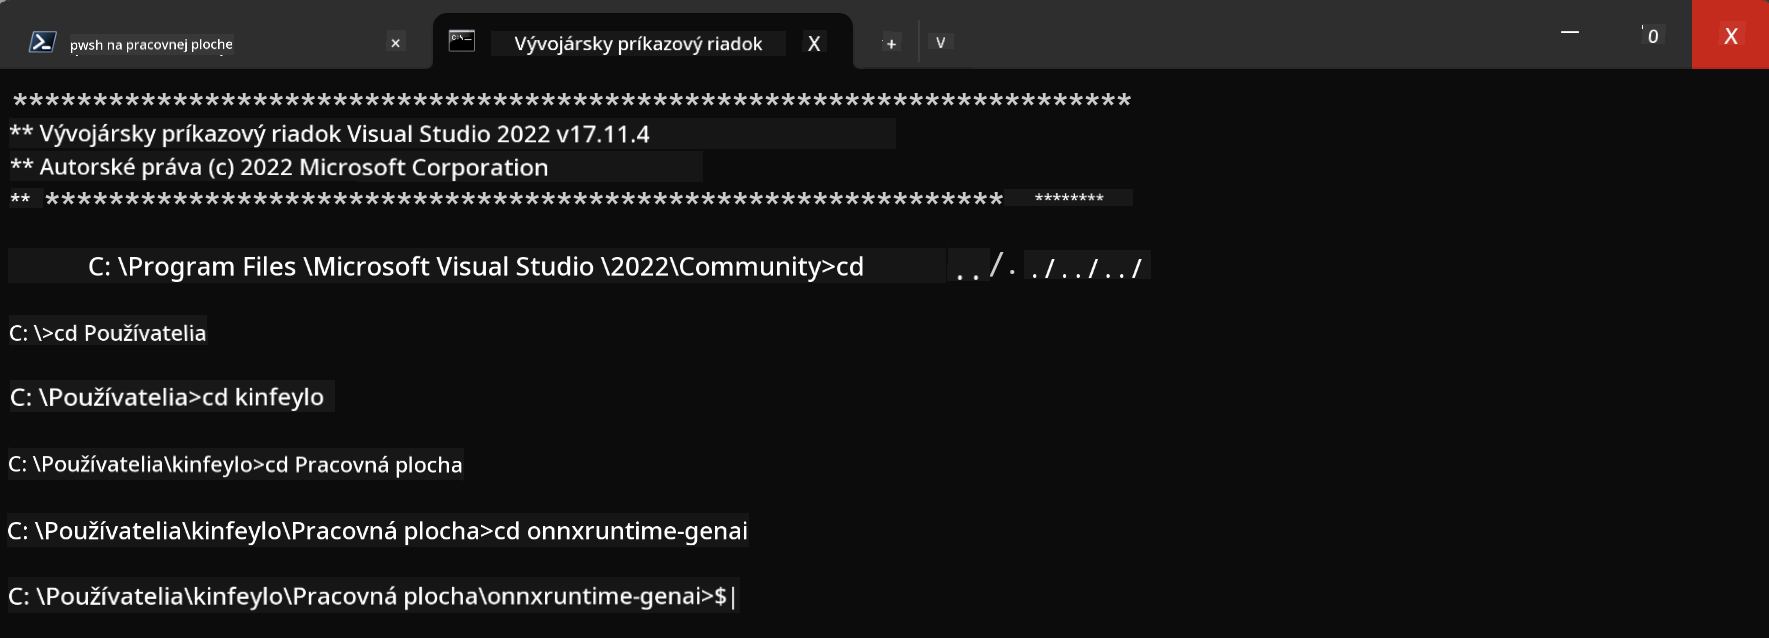 pwsh na pracovnej ploche × Vývojársky príkazový riadok X + v — 0 X
**********************************************************************
** Vývojársky príkazový riadok Visual Studio 2022 v17.11.4
** Autorské práva (c) 2022 Microsoft Corporation
** ************************************************************ ********
C: \Program Files \Microsoft Visual Studio \2022\Community>cd ../../../../
C: \>cd Používatelia
C: \Používatelia>cd kinfeylo
C: \Používatelia\kinfeylo>cd Pracovná plocha
C: \Používatelia\kinfeylo\Pracovná plocha>cd onnxruntime-genai
C: \Používatelia\kinfeylo\Pracovná plocha\onnxruntime-genai>$|